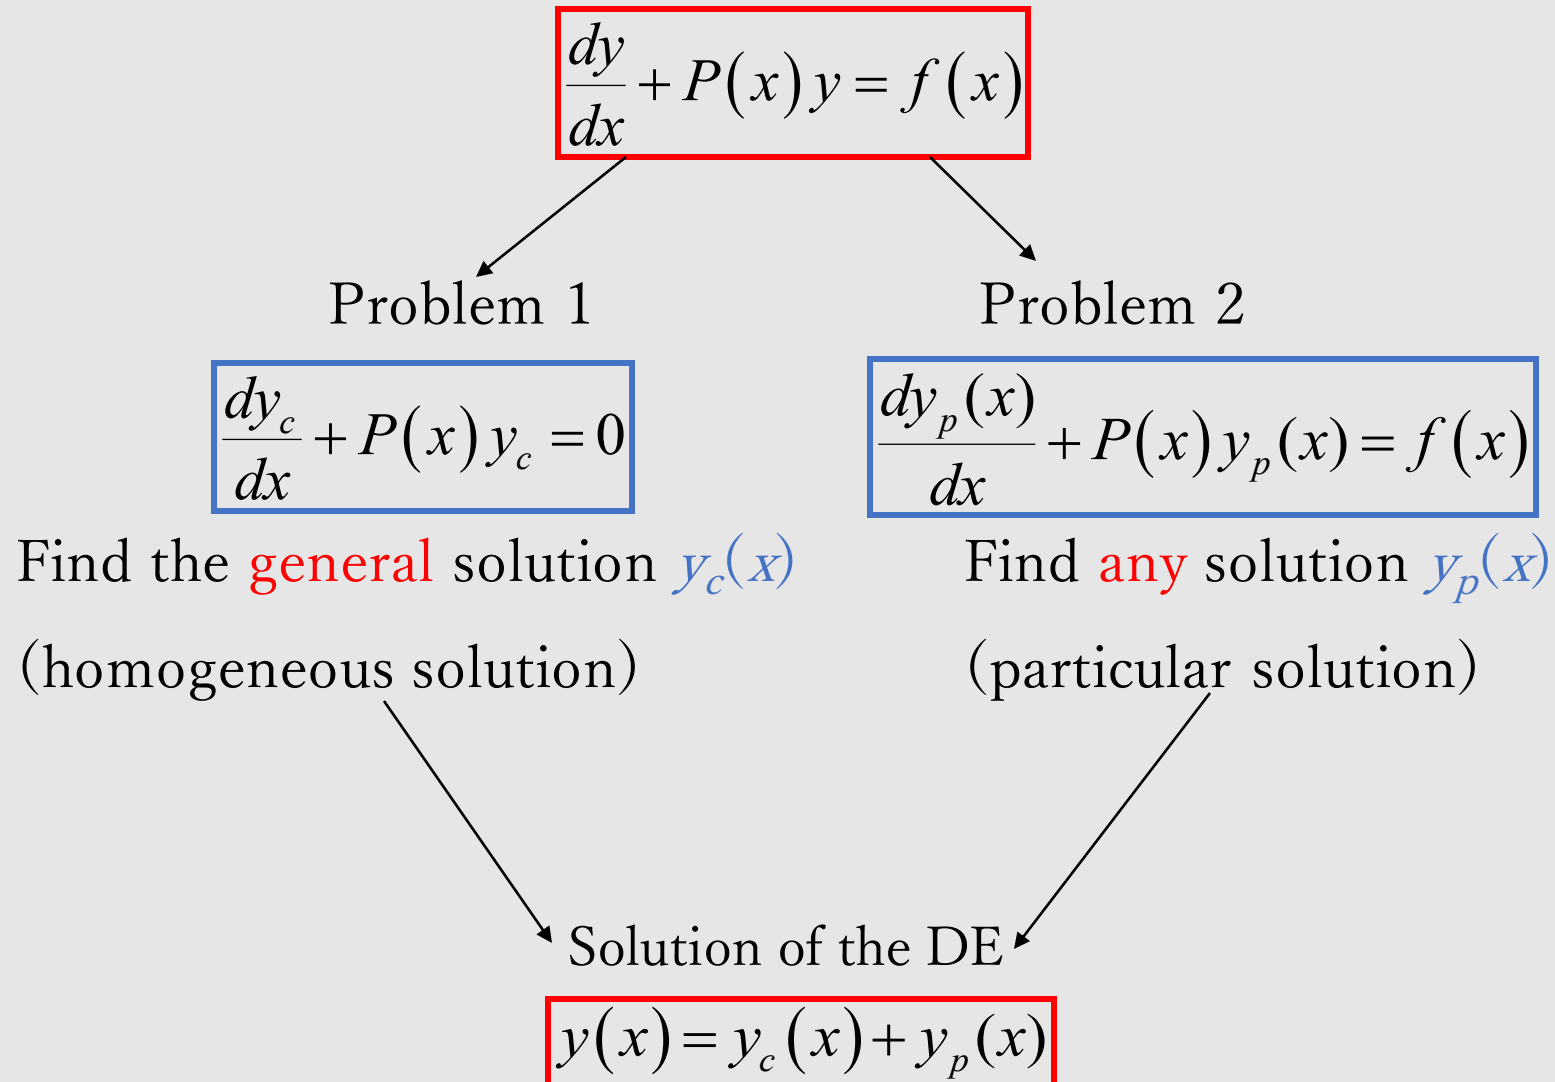 dy/dx + P(x) y = f(x)
Problem 1
Problem 2
dy_c/dx + P(x) y_c = 0
dy_p(x)/dx + P(x) y_p(x) = f(x)
Find the general solution y_c(x)
Find any solution y_p(x)
(homogeneous solution)
(particular solution)
Solution of the DE
y(x) = y_c(x) + y_p(x)